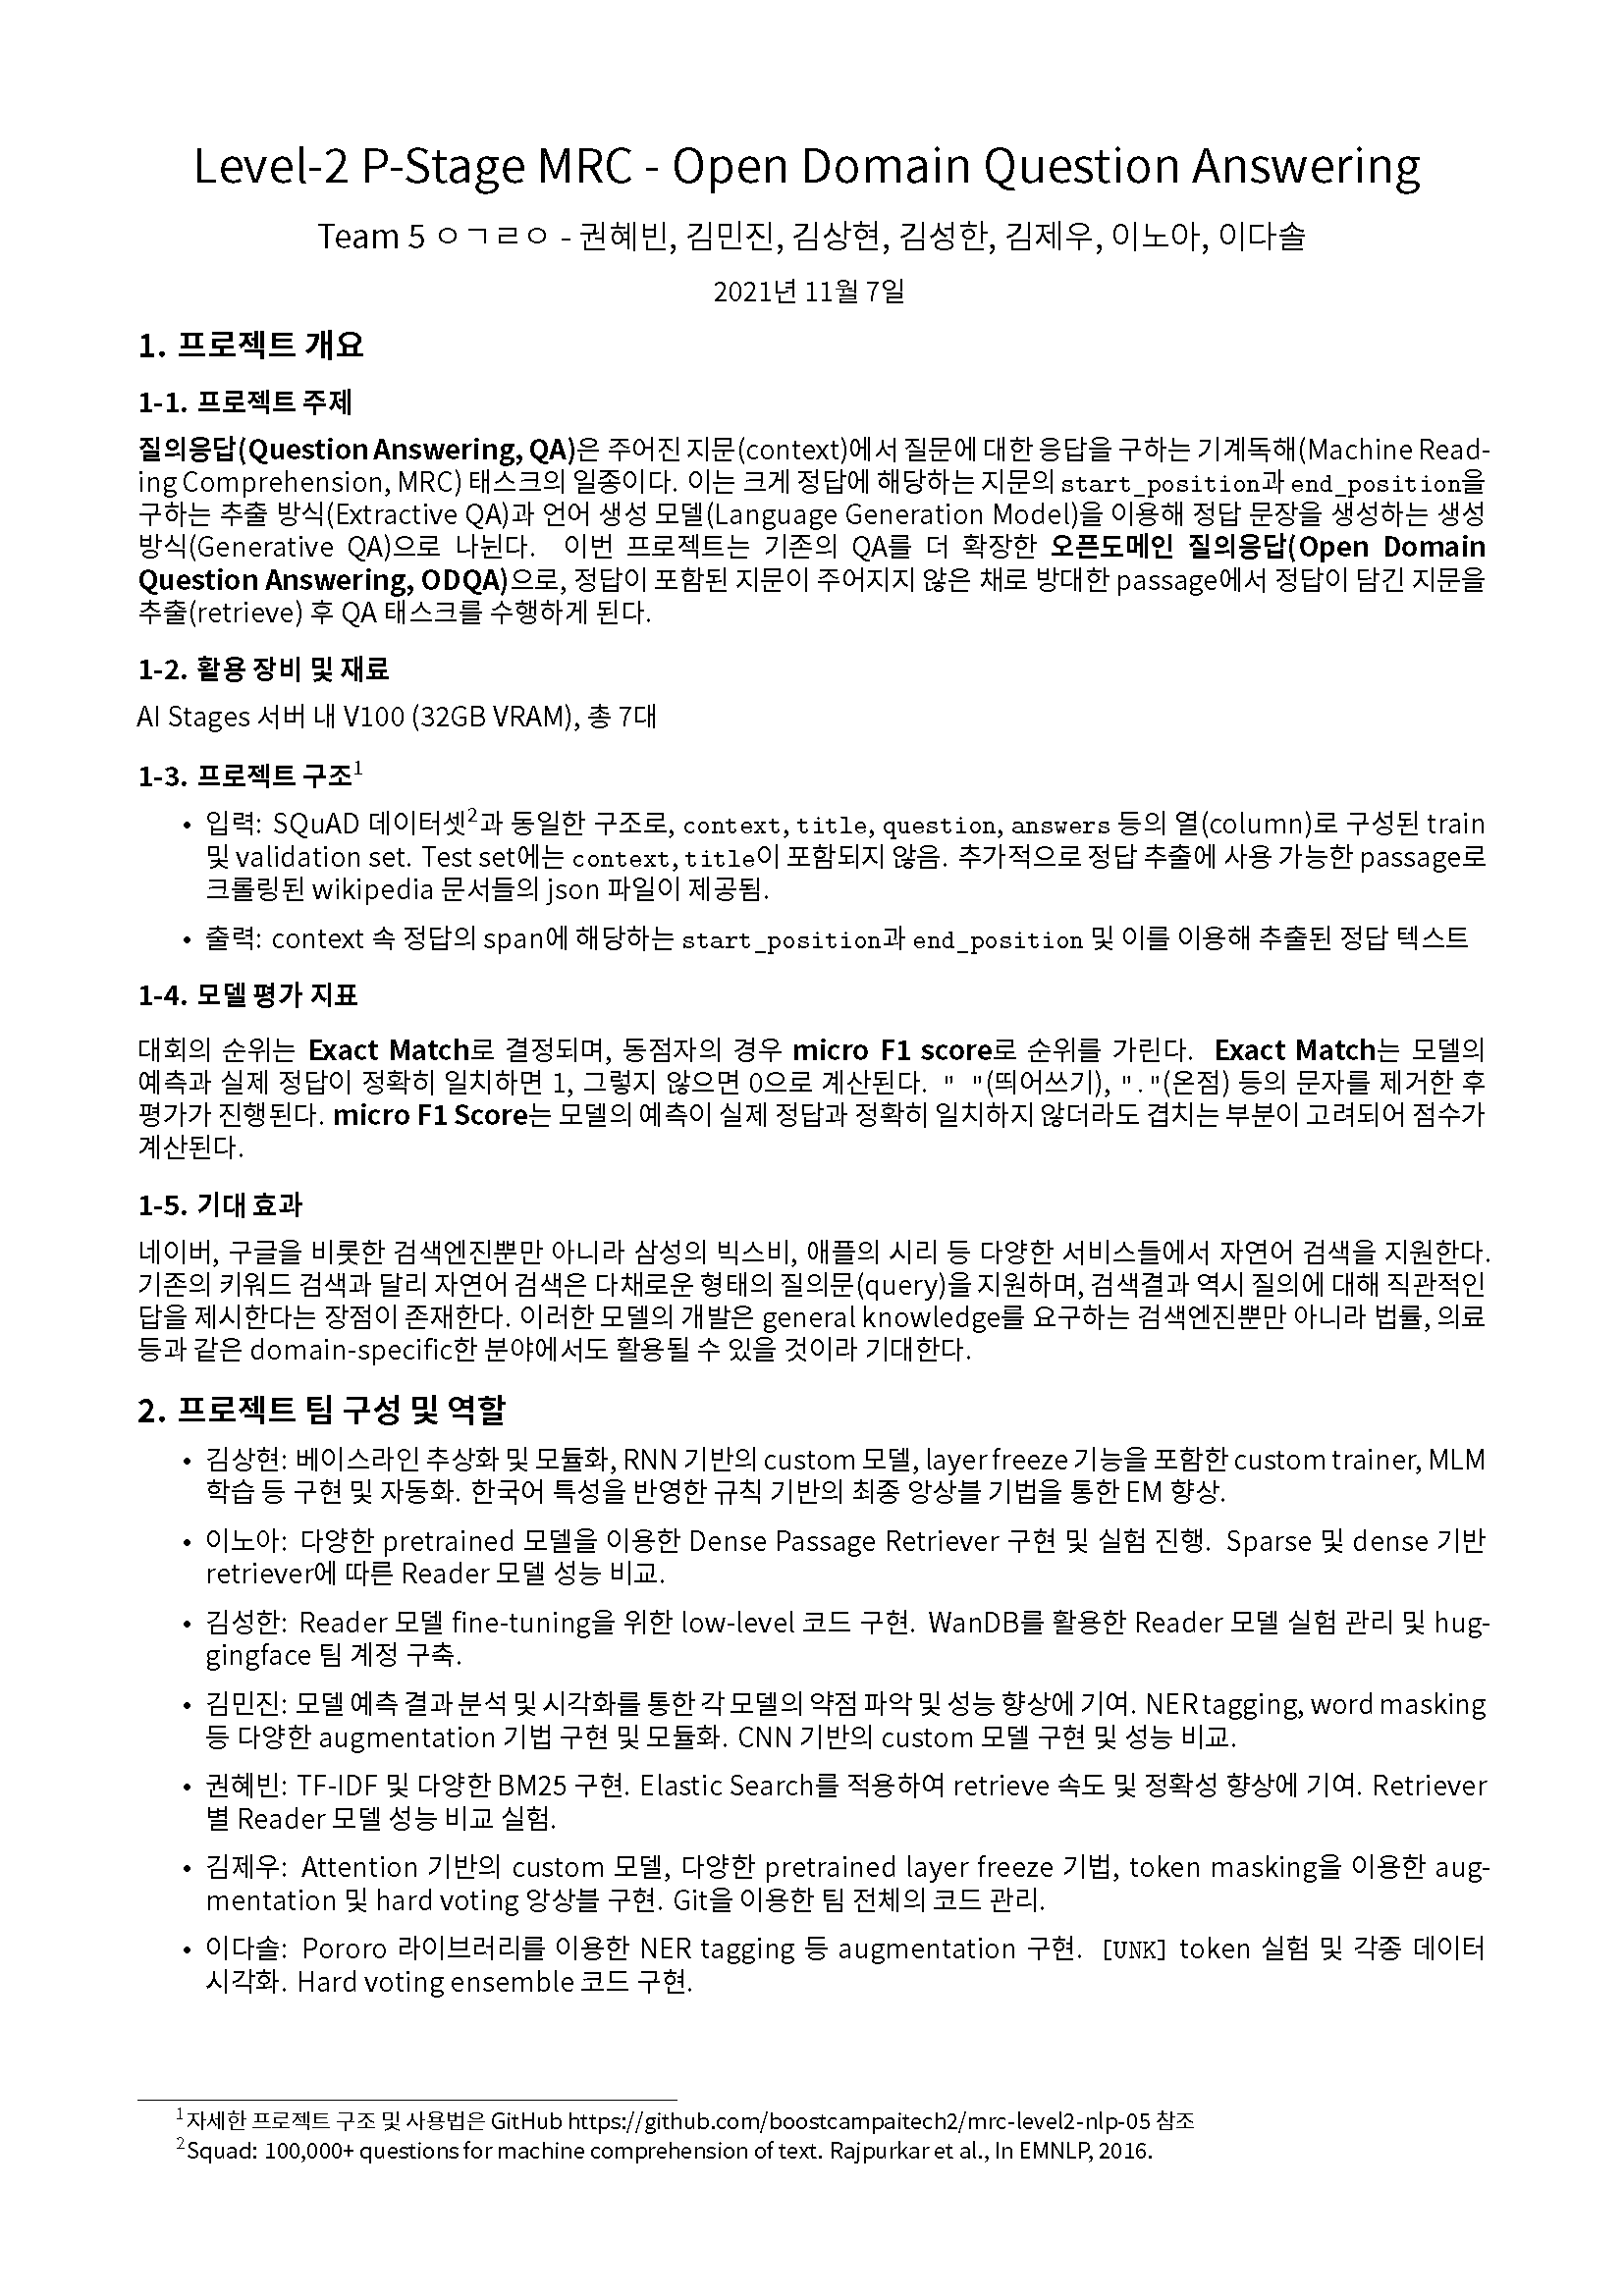 Level-2 P-Stage MRC - Open Domain Question Answering
Team 5 ㅇㄱㄹㅇ - 권혜빈, 김민진, 김상현, 김성한, 김제우, 이노아, 이다솔
2021년 11월 7일
1. 프로젝트 개요
1-1. 프로젝트 주제
질의응답(Question Answering, QA)은 주어진 지문(context)에서 질문에 대한 응답을 구하는 기계독해(Machine Read-
ing Comprehension, MRC) 태스크의 일종이다. 이는 크게 정답에 해당하는 지문의 start_position과 end_position을
구하는 추출 방식(Extractive QA)과 언어 생성 모델(Language Generation Model)을 이용해 정답 문장을 생성하는 생성
방식(Generative QA)으로 나뉜다. 이번 프로젝트는 기존의 QA를 더 확장한 오픈도메인 질의응답(Open Domain
Question Answering, ODQA)으로, 정답이 포함된 지문이 주어지지 않은 채로 방대한 passage에서 정답이 담긴 지문을
추출(retrieve) 후 QA 태스크를 수행하게 된다.
1-2. 활용 장비 및 재료
AI Stages 서버 내 V100 (32GB VRAM), 총 7대
1-3. 프로젝트 구조1
• 입력: SQuAD 데이터셋2과 동일한 구조로, context, title, question, answers 등의 열(column)로 구성된 train
및 validation set. Test set에는 context, title이 포함되지 않음. 추가적으로 정답 추출에 사용 가능한 passage로
크롤링된 wikipedia 문서들의 json 파일이 제공됨.
• 출력: context 속 정답의 span에 해당하는 start_position과 end_position 및 이를 이용해 추출된 정답 텍스트
1-4. 모델 평가 지표
대회의 순위는 Exact Match로 결정되며, 동점자의 경우 micro F1 score로 순위를 가린다. Exact Match는 모델의
예측과 실제 정답이 정확히 일치하면 1, 그렇지 않으면 0으로 계산된다. " "(띄어쓰기), "."(온점) 등의 문자를 제거한 후
평가가 진행된다. micro F1 Score는 모델의 예측이 실제 정답과 정확히 일치하지 않더라도 겹치는 부분이 고려되어 점수가
계산된다.
1-5. 기대 효과
네이버, 구글을 비롯한 검색엔진뿐만 아니라 삼성의 빅스비, 애플의 시리 등 다양한 서비스들에서 자연어 검색을 지원한다.
기존의 키워드 검색과 달리 자연어 검색은 다채로운 형태의 질의문(query)을 지원하며, 검색결과 역시 질의에 대해 직관적인
답을 제시한다는 장점이 존재한다. 이러한 모델의 개발은 general knowledge를 요구하는 검색엔진뿐만 아니라 법률, 의료
등과 같은 domain-specific한 분야에서도 활용될 수 있을 것이라 기대한다.
2. 프로젝트 팀 구성 및 역할
• 김상현: 베이스라인 추상화 및 모듈화, RNN 기반의 custom 모델, layer freeze 기능을 포함한 custom trainer, MLM
학습 등 구현 및 자동화. 한국어 특성을 반영한 규칙 기반의 최종 앙상블 기법을 통한 EM 향상.
• 이노아: 다양한 pretrained 모델을 이용한 Dense Passage Retriever 구현 및 실험 진행. Sparse 및 dense 기반
retriever에 따른 Reader 모델 성능 비교.
• 김성한: Reader 모델 fine-tuning을 위한 low-level 코드 구현. WanDB를 활용한 Reader 모델 실험 관리 및 hug-
gingface 팀 계정 구축.
• 김민진: 모델 예측 결과 분석 및 시각화를 통한 각 모델의 약점 파악 및 성능 향상에 기여. NER tagging, word masking
등 다양한 augmentation 기법 구현 및 모듈화. CNN 기반의 custom 모델 구현 및 성능 비교.
• 권혜빈: TF-IDF 및 다양한 BM25 구현. Elastic Search를 적용하여 retrieve 속도 및 정확성 향상에 기여. Retriever
별 Reader 모델 성능 비교 실험.
• 김제우: Attention 기반의 custom 모델, 다양한 pretrained layer freeze 기법, token masking을 이용한 aug-
mentation 및 hard voting 앙상블 구현. Git을 이용한 팀 전체의 코드 관리.
• 이다솔: Pororo 라이브러리를 이용한 NER tagging 등 augmentation 구현. [UNK] token 실험 및 각종 데이터
시각화. Hard voting ensemble 코드 구현.
1자세한 프로젝트 구조 및 사용법은 GitHub https://github.com/boostcampaitech2/mrc-level2-nlp-05 참조
2Squad: 100,000+ questions for machine comprehension of text. Rajpurkar et al., In EMNLP, 2016.